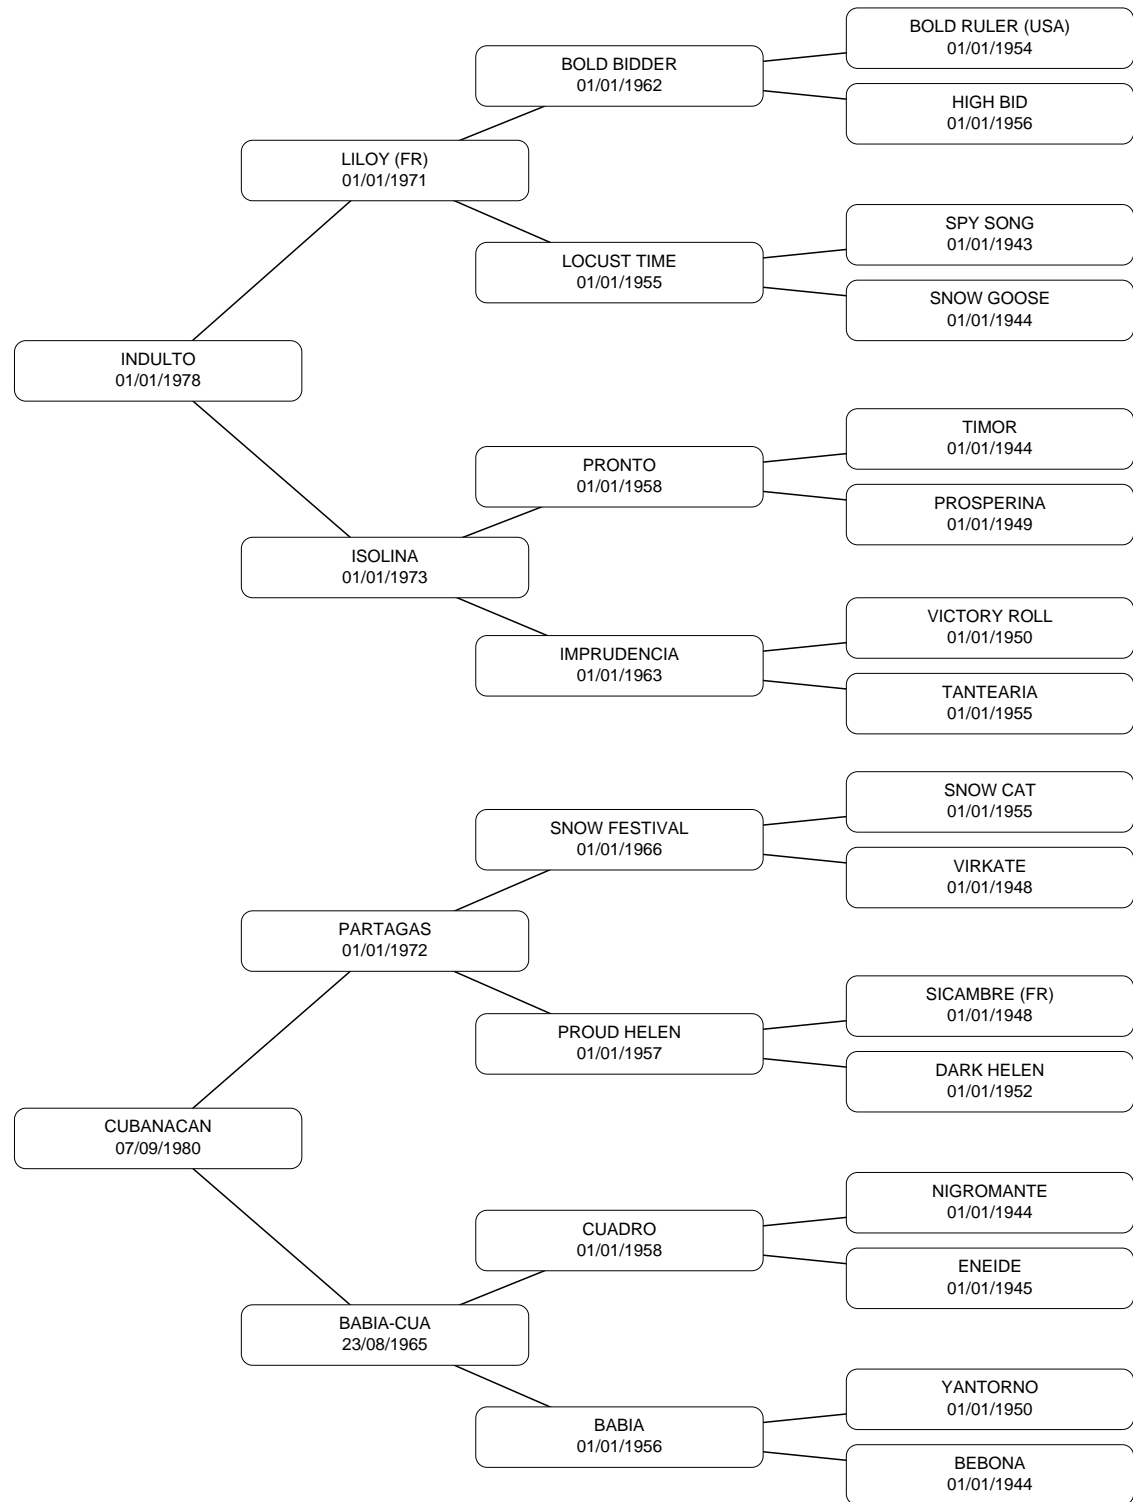 BOLD RULER (USA)
01/01/1954
BOLD BIDDER
01/01/1962
HIGH BID
01/01/1956
LILOY (FR)
01/01/1971
SPY SONG
01/01/1943
LOCUST TIME
01/01/1955
SNOW GOOSE
01/01/1944
INDULTO
01/01/1978
TIMOR
01/01/1944
PRONTO
01/01/1958
PROSPERINA
01/01/1949
ISOLINA
01/01/1973
VICTORY ROLL
01/01/1950
IMPRUDENCIA
01/01/1963
TANTEARIA
01/01/1955
SNOW CAT
01/01/1955
SNOW FESTIVAL
01/01/1966
VIRKATE
01/01/1948
PARTAGAS
01/01/1972
SICAMBRE (FR)
01/01/1948
PROUD HELEN
01/01/1957
DARK HELEN
01/01/1952
CUBANACAN
07/09/1980
NIGROMANTE
01/01/1944
CUADRO
01/01/1958
ENEIDE
01/01/1945
BABIA-CUA
23/08/1965
YANTORNO
01/01/1950
BABIA
01/01/1956
BEBONA
01/01/1944